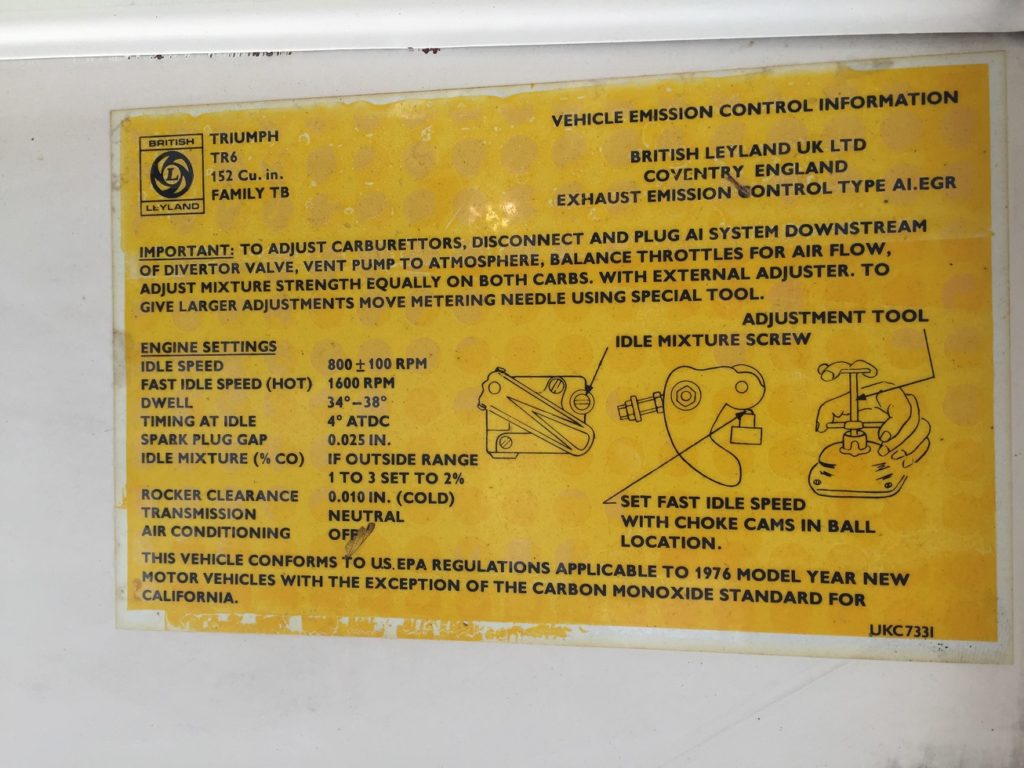 BRITISH
L
LEYLAND
TRIUMPH
TR6
152 Cu. in.
FAMILY TB
VEHICLE EMISSION CONTROL INFORMATION
BRITISH LEYLAND UK LTD
COVENTRY ENGLAND
EXHAUST EMISSION CONTROL TYPE AI.EGR
IMPORTANT: TO ADJUST CARBURETTORS, DISCONNECT AND PLUG AI SYSTEM DOWNSTREAM
OF DIVERTOR VALVE, VENT PUMP TO ATMOSPHERE, BALANCE THROTTLES FOR AIR FLOW,
ADJUST MIXTURE STRENGTH EQUALLY ON BOTH CARBS. WITH EXTERNAL ADJUSTER. TO
GIVE LARGER ADJUSTMENTS MOVE METERING NEEDLE USING SPECIAL TOOL.
ENGINE SETTINGS
IDLE SPEED 800 ± 100 RPM
FAST IDLE SPEED (HOT) 1600 RPM
DWELL 34°–38°
TIMING AT IDLE 4° ATDC
SPARK PLUG GAP 0.025 IN.
IDLE MIXTURE (% CO) IF OUTSIDE RANGE
1 TO 3 SET TO 2%
ROCKER CLEARANCE 0.010 IN. (COLD)
TRANSMISSION NEUTRAL
AIR CONDITIONING OFF
ADJUSTMENT TOOL
IDLE MIXTURE SCREW
SET FAST IDLE SPEED
WITH CHOKE CAMS IN BALL
LOCATION.
THIS VEHICLE CONFORMS TO U.S. EPA REGULATIONS APPLICABLE TO 1976 MODEL YEAR NEW
MOTOR VEHICLES WITH THE EXCEPTION OF THE CARBON MONOXIDE STANDARD FOR
CALIFORNIA.
UKC7331